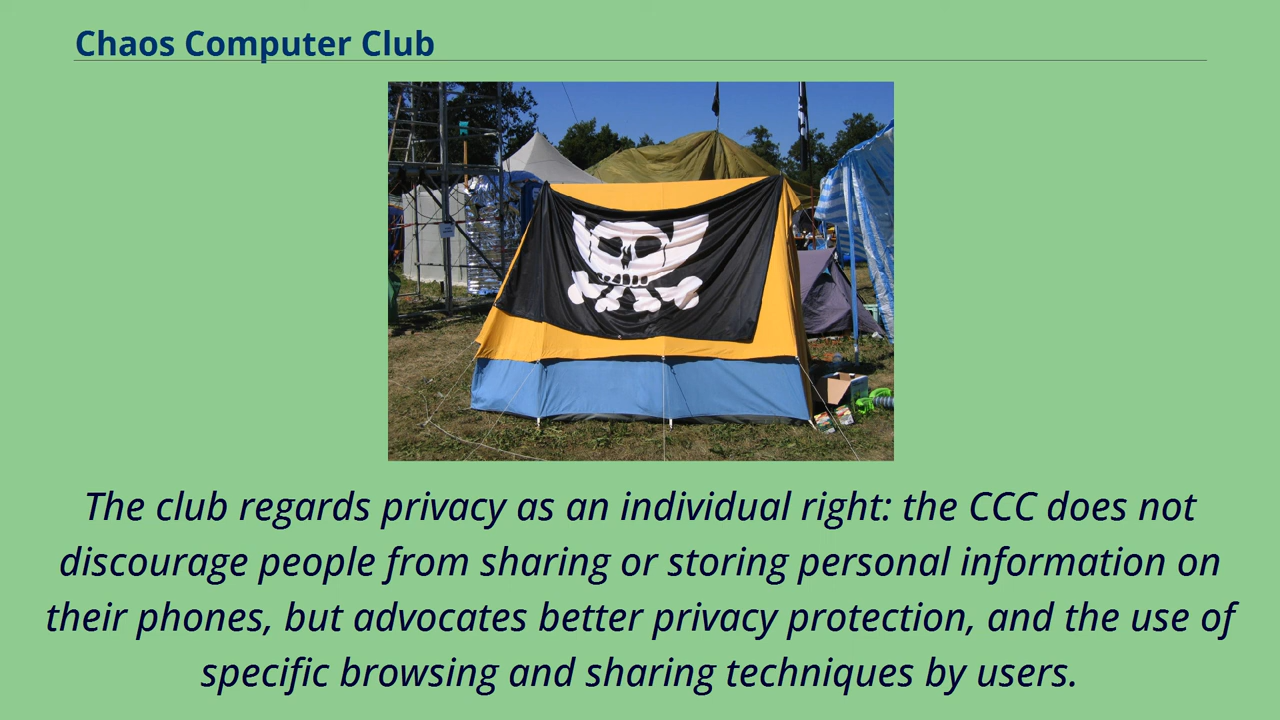 Chaos Computer Club
The club regards privacy as an individual right: the CCC does not
discourage people from sharing or storing personal information on
their phones, but advocates better privacy protection, and the use of
specific browsing and sharing techniques by users.